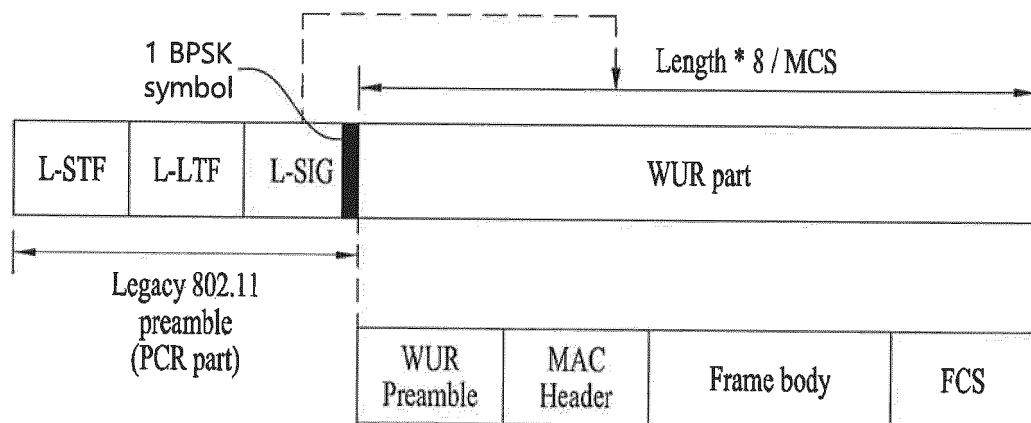 1 BPSK
symbol
Length * 8 / MCS
L-STF
L-LTF
L-SIG
WUR part
Legacy 802.11
preamble
(PCR part)
WUR
Preamble
MAC
Header
Frame body
FCS